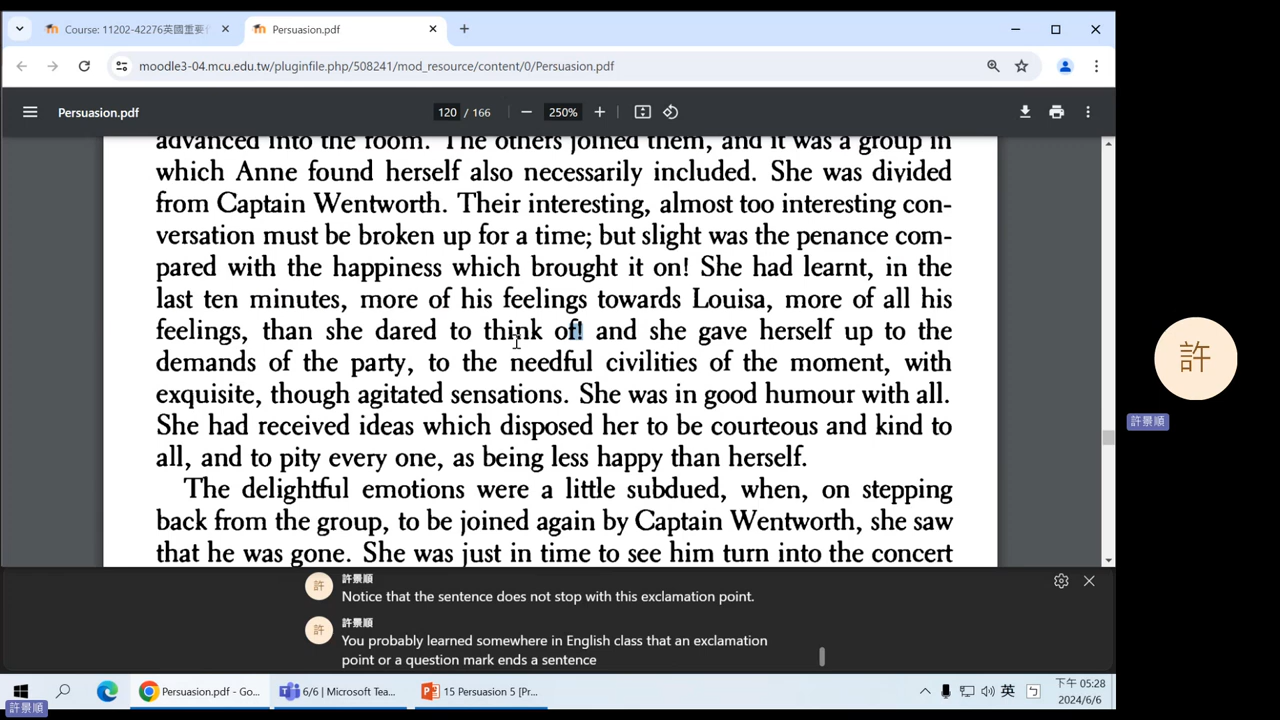 Course: 11202-42276英國重要
Persuasion.pdf
moodle3-04.mcu.edu.tw/pluginfile.php/508241/mod_resource/content/0/Persuasion.pdf
Persuasion.pdf
120 / 166
250%
advanced into the room. The others joined them, and it was a group in
which Anne found herself also necessarily included. She was divided
from Captain Wentworth. Their interesting, almost too interesting con-
versation must be broken up for a time; but slight was the penance com-
pared with the happiness which brought it on! She had learnt, in the
last ten minutes, more of his feelings towards Louisa, more of all his
feelings, than she dared to think of! and she gave herself up to the
demands of the party, to the needful civilities of the moment, with
exquisite, though agitated sensations. She was in good humour with all.
She had received ideas which disposed her to be courteous and kind to
all, and to pity every one, as being less happy than herself.
The delightful emotions were a little subdued, when, on stepping
back from the group, to be joined again by Captain Wentworth, she saw
that he was gone. She was just in time to see him turn into the concert
許
許景順
許
許景順
Notice that the sentence does not stop with this exclamation point.
許
許景順
You probably learned somewhere in English class that an exclamation
point or a question mark ends a sentence
Persuasion.pdf - Go...
6/6 | Microsoft Tea...
15 Persuasion 5 [Pr...
英
下午 05:28
2024/6/6
許景順